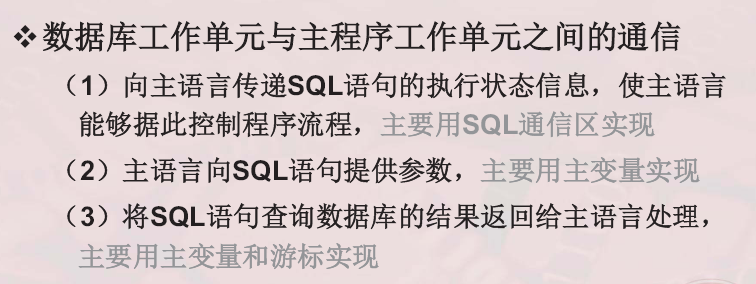 ❖数据库工作单元与主程序工作单元之间的通信
（1）向主语言传递SQL语句的执行状态信息，使主语言
能够据此控制程序流程，主要用SQL通信区实现
（2）主语言向SQL语句提供参数，主要用主变量实现
（3）将SQL语句查询数据库的结果返回给主语言处理，
主要用主变量和游标实现